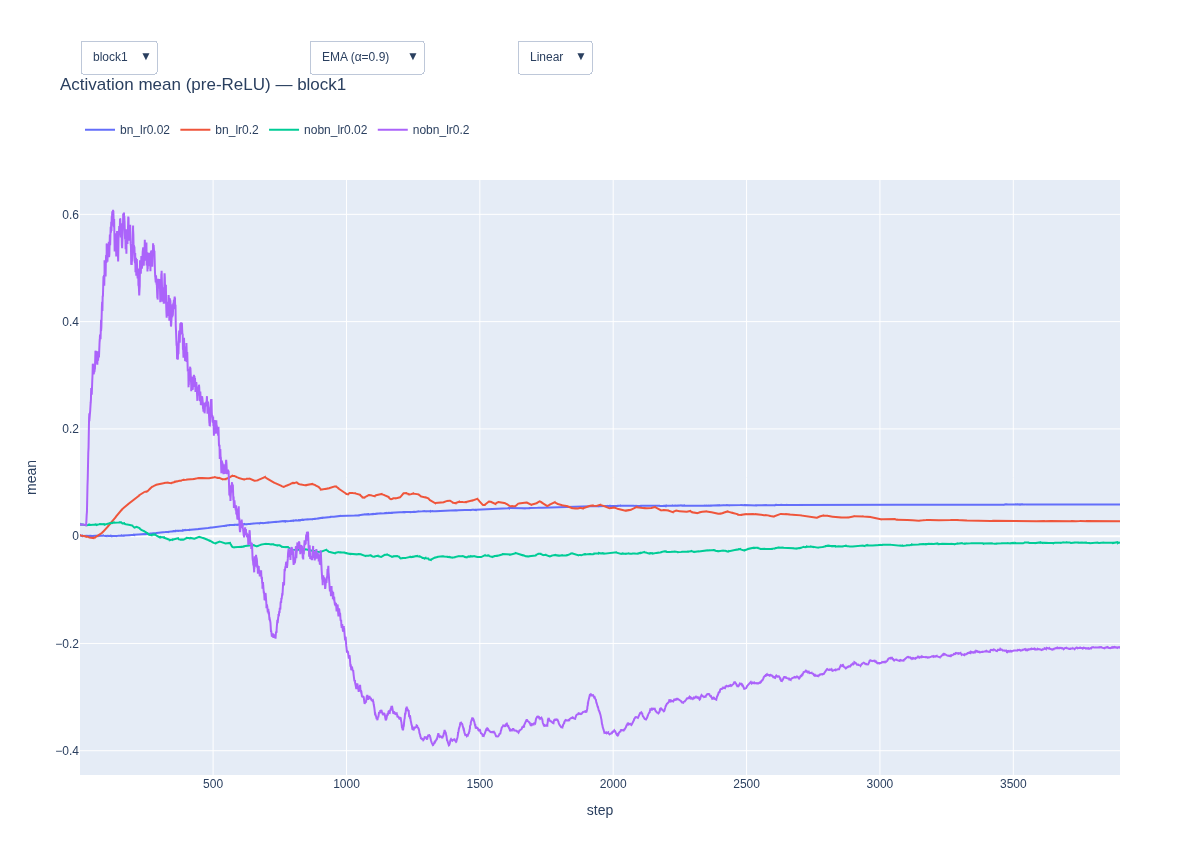 block1 ▼ EMA (α=0.9) ▼ Linear ▼
Activation mean (pre-ReLU) — block1
bn_lr0.02 bn_lr0.2 nobn_lr0.02 nobn_lr0.2
0.6
0.4
0.2
0
−0.2
−0.4
mean
500 1000 1500 2000 2500 3000 3500
step